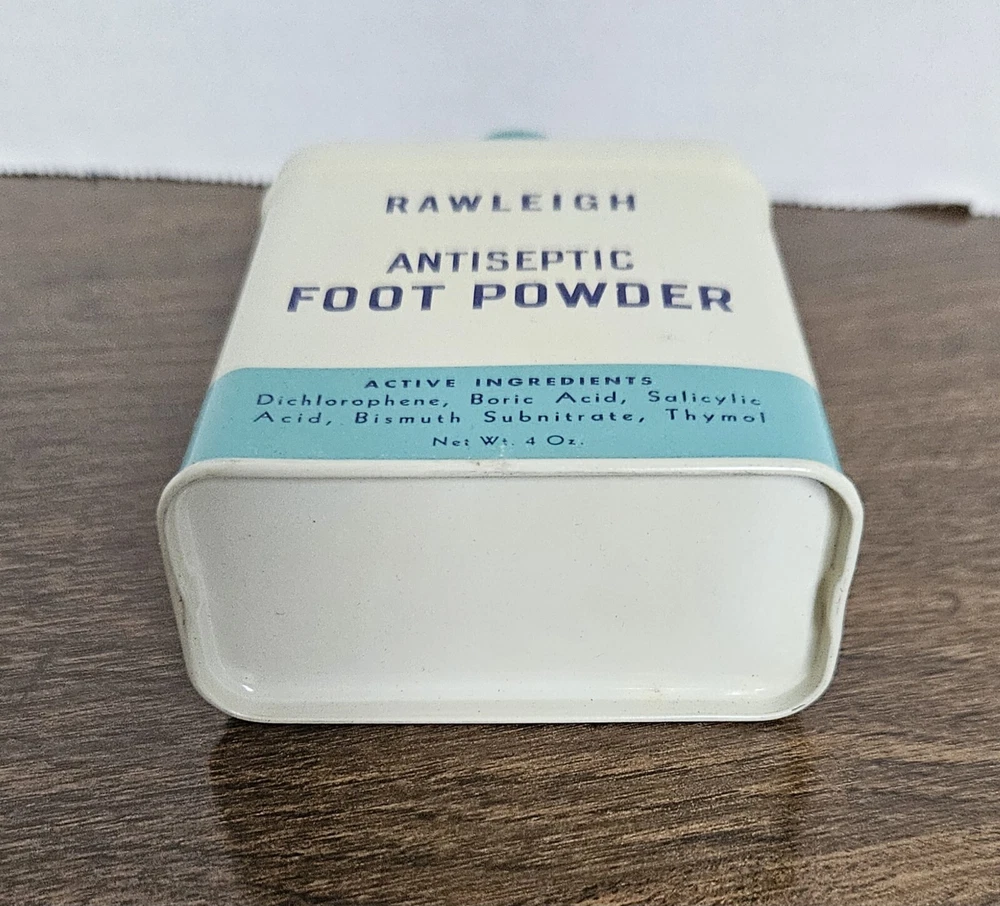 RAWLEIGH
ANTISEPTIC
FOOT POWDER
ACTIVE INGREDIENTS
Dichlorophene, Boric Acid, Salicylic
Acid, Bismuth Subnitrate, Thymol
Net Wt. 4 Oz.